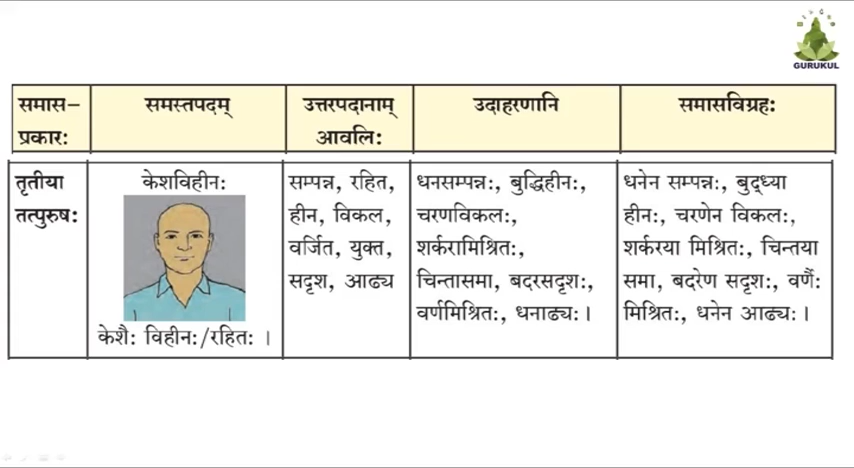 GURUKUL
समास–
प्रकार:
समस्तपदम्
उत्तरपदानाम्
आवलि:
उदाहरणानि
समासविग्रह:
तृतीया
तत्पुरुष:
केशविहीन:
केशै: विहीन:/रहित: ।
सम्पन्न, रहित,
हीन, विकल,
वर्जित, युक्त,
सदृश, आढ्य
धनसम्पन्न:, बुद्धिहीन:,
चरणविकल:,
शर्करामिश्रित:,
चिन्तासमा, बदरसदृश:,
वर्णमिश्रित:, धनाढ्य: ।
धनेन सम्पन्न:, बुद्ध्या
हीन:, चरणेन विकल:,
शर्करया मिश्रित:, चिन्तया
समा, बदरेण सदृश:, वर्णै:
मिश्रित:, धनेन आढ्य: ।